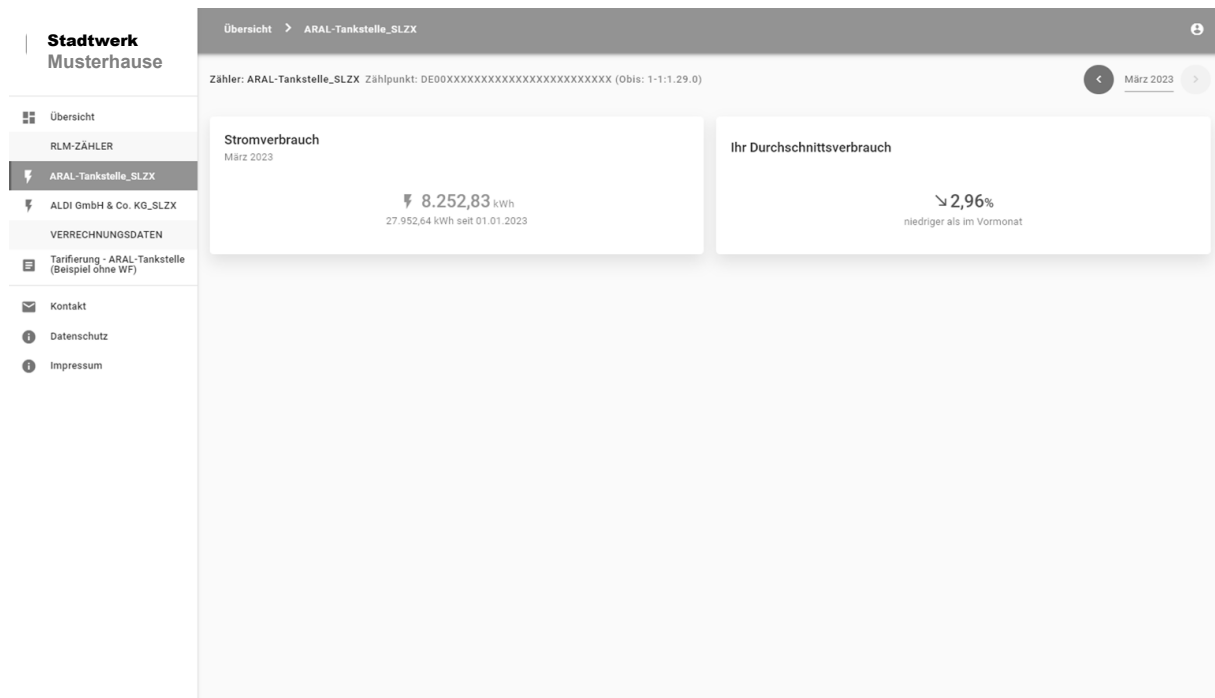 Stadtwerk
Musterhause
Übersicht
RLM-ZÄHLER
ARAL-Tankstelle_SLZX
ALDI GmbH & Co. KG_SLZX
VERRECHNUNGSDATEN
Tarifierung - ARAL-Tankstelle
(Beispiel ohne WF)
Kontakt
Datenschutz
Impressum
Übersicht > ARAL-Tankstelle_SLZX
Zähler: ARAL-Tankstelle_SLZX Zählpunkt: DE00XXXXXXXXXXXXXXXXXXXXXXXX (Obis: 1-1:1.29.0)
< März 2023 >
Stromverbrauch
März 2023
8.252,83 kWh
27.952,64 kWh seit 01.01.2023
Ihr Durchschnittsverbrauch
2,96%
niedriger als im Vormonat